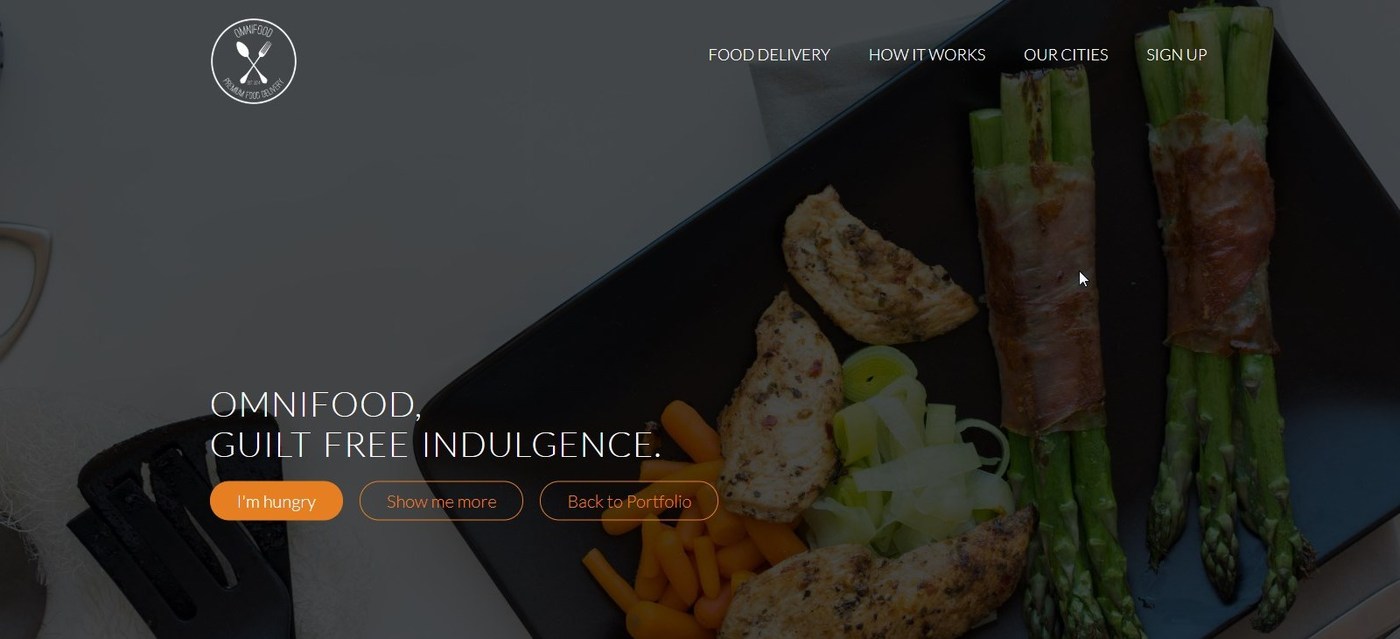 OMNIFOOD
PREMIUM FOOD DELIVERY
FOOD DELIVERY
HOW IT WORKS
OUR CITIES
SIGN UP
OMNIFOOD,
GUILT FREE INDULGENCE.
I'm hungry
Show me more
Back to Portfolio